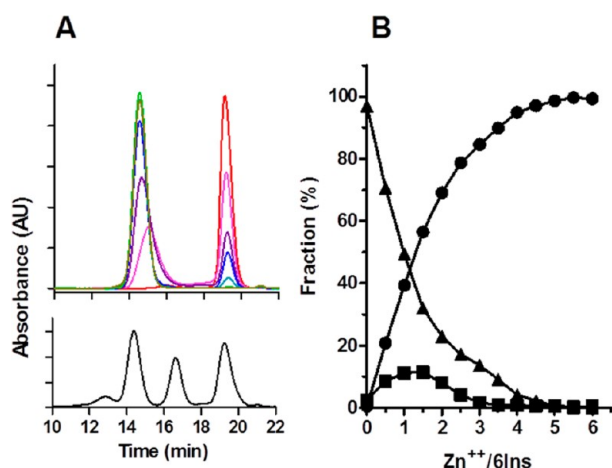 A
B
Absorbance (AU)
10 12 14 16 18 20 22
Time (min)
Fraction (%)
100
80
60
40
20
0
0 1 2 3 4 5 6
Zn++/6Ins